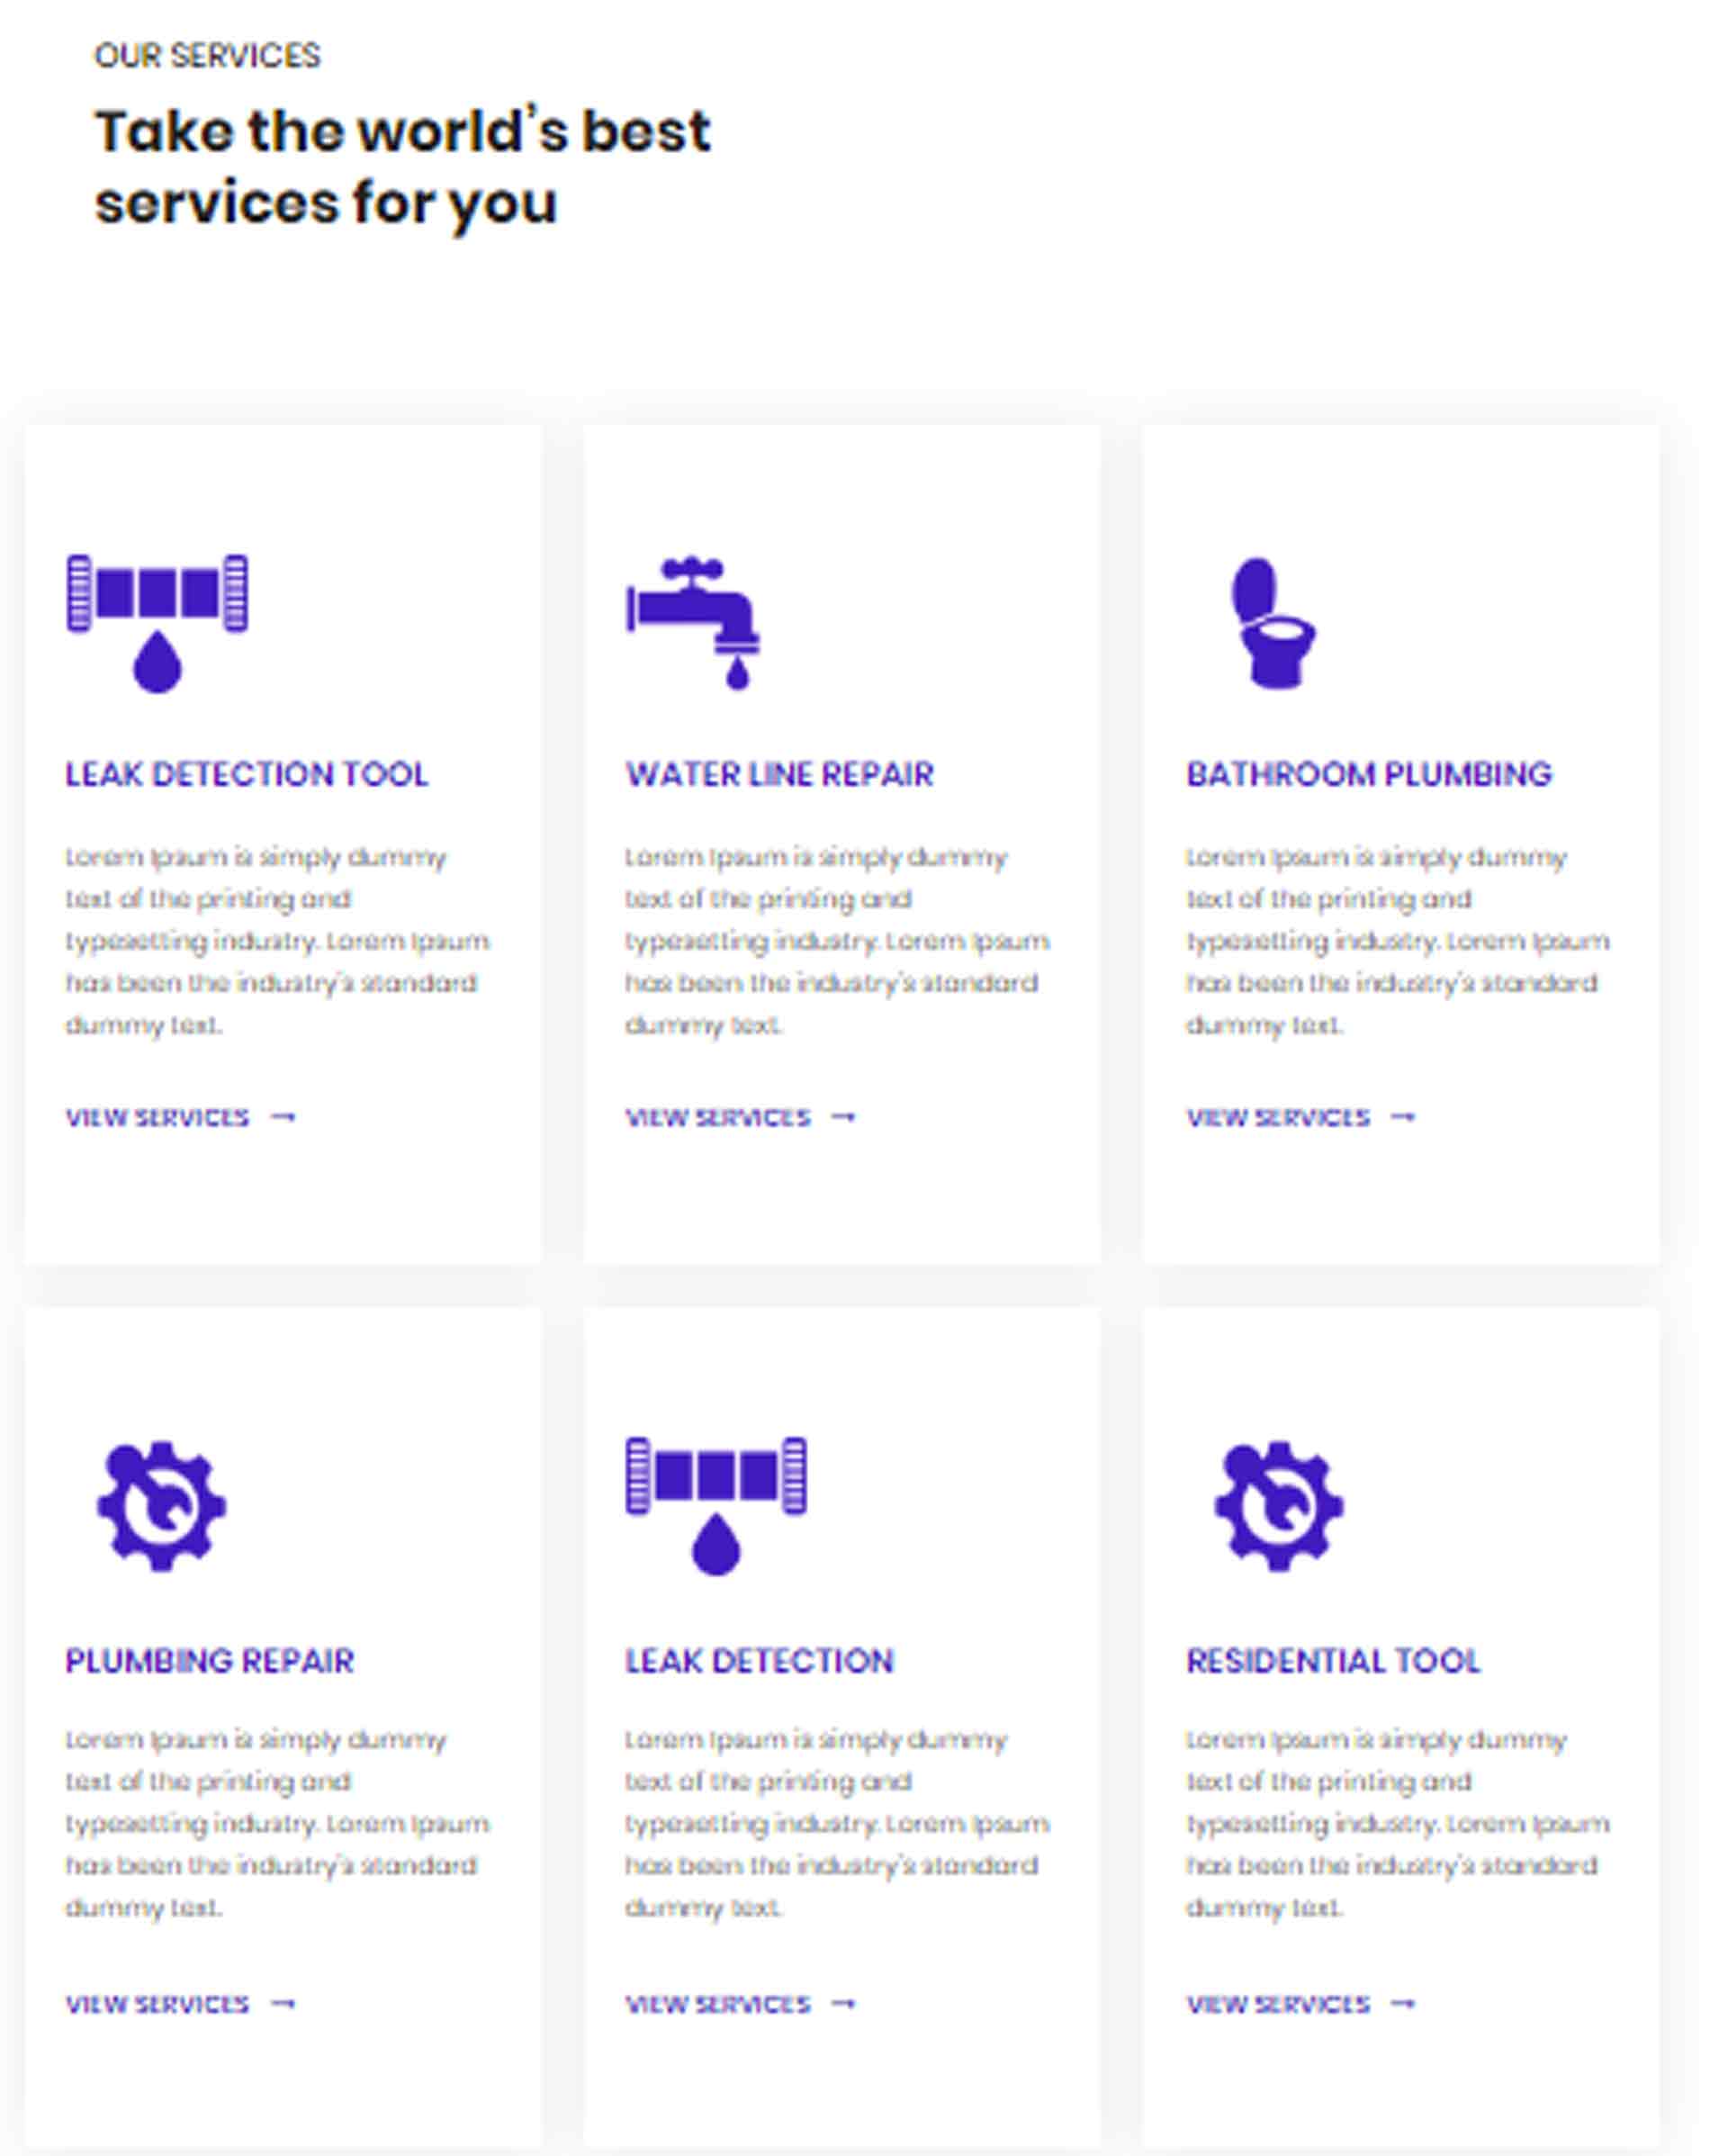 OUR SERVICES
Take the world's best
services for you
LEAK DETECTION TOOL
Lorem Ipsum is simply dummy
text of the printing and
typesetting industry. Lorem Ipsum
has been the industry's standard
dummy text.
VIEW SERVICES →
WATER LINE REPAIR
Lorem Ipsum is simply dummy
text of the printing and
typesetting industry. Lorem Ipsum
has been the industry's standard
dummy text.
VIEW SERVICES →
BATHROOM PLUMBING
Lorem Ipsum is simply dummy
text of the printing and
typesetting industry. Lorem Ipsum
has been the industry's standard
dummy text.
VIEW SERVICES →
PLUMBING REPAIR
Lorem Ipsum is simply dummy
text of the printing and
typesetting industry. Lorem Ipsum
has been the industry's standard
dummy text.
VIEW SERVICES →
LEAK DETECTION
Lorem Ipsum is simply dummy
text of the printing and
typesetting industry. Lorem Ipsum
has been the industry's standard
dummy text.
VIEW SERVICES →
RESIDENTIAL TOOL
Lorem Ipsum is simply dummy
text of the printing and
typesetting industry. Lorem Ipsum
has been the industry's standard
dummy text.
VIEW SERVICES →